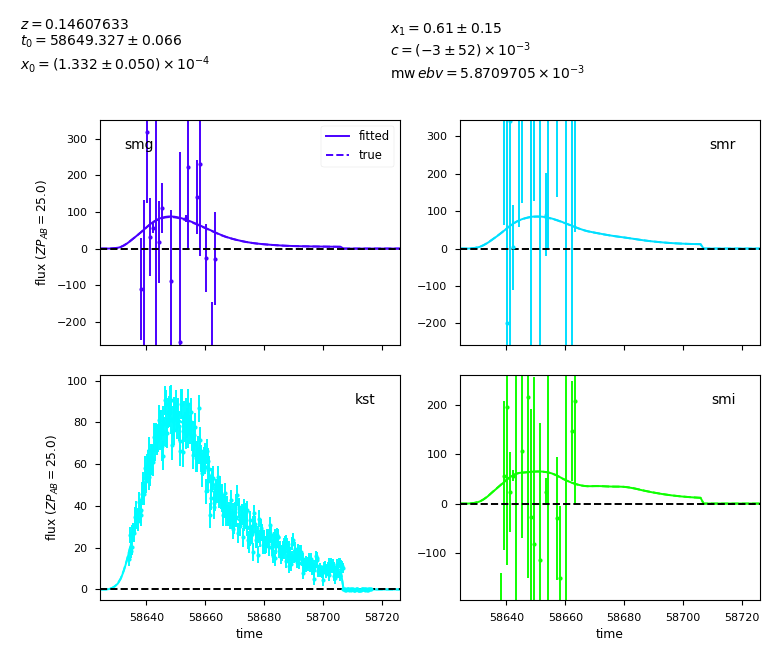 z = 0.14607633
t₀ = 58649.327 ± 0.066
x₀ = (1.332 ± 0.050) × 10⁻⁴
x₁ = 0.61 ± 0.15
c = (−3 ± 52) × 10⁻³
mw ebv = 5.8709705 × 10⁻³
smg
fitted
true
300
200
100
0
−100
−200
flux (ZP_AB = 25.0)
smr
300
200
100
0
−100
−200
kst
100
80
60
40
20
0
flux (ZP_AB = 25.0)
58640
58660
58680
58700
58720
time
smi
200
100
0
−100
58640
58660
58680
58700
58720
time